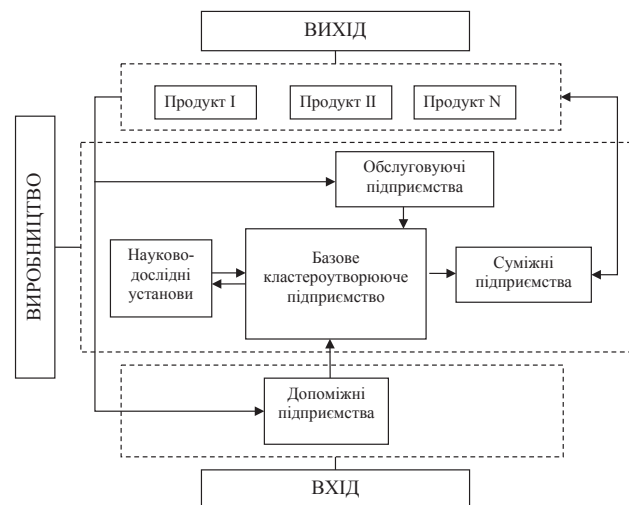 ВИХІД
Продукт I
Продукт II
Продукт N
ВИРОБНИЦТВО
Обслуговуючі
підприємства
Науково-
дослідні
установи
Базове
кластероутворююче
підприємство
Суміжні
підприємства
Допоміжні
підприємства
ВХІД